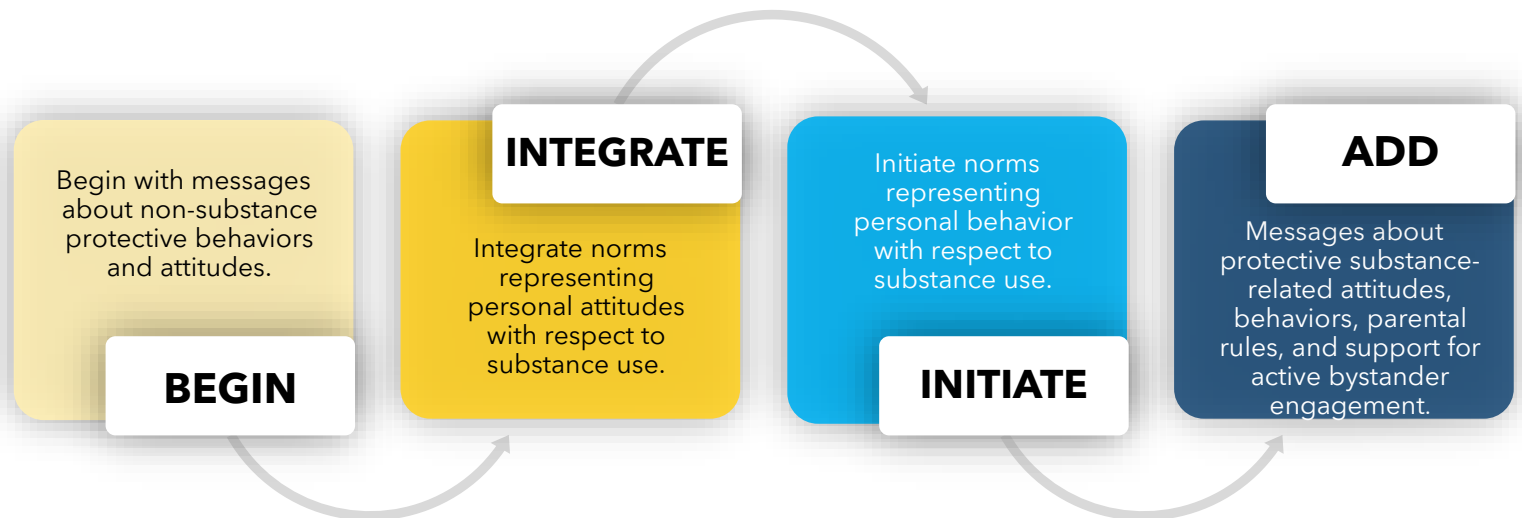 Begin with messages
about non-substance
protective behaviors
and attitudes.
BEGIN
INTEGRATE
Integrate norms
representing
personal attitudes
with respect to
substance use.
Initiate norms
representing
personal behavior
with respect to
substance use.
INITIATE
ADD
Messages about
protective substance-
related attitudes,
behaviors, parental
rules, and support for
active bystander
engagement.